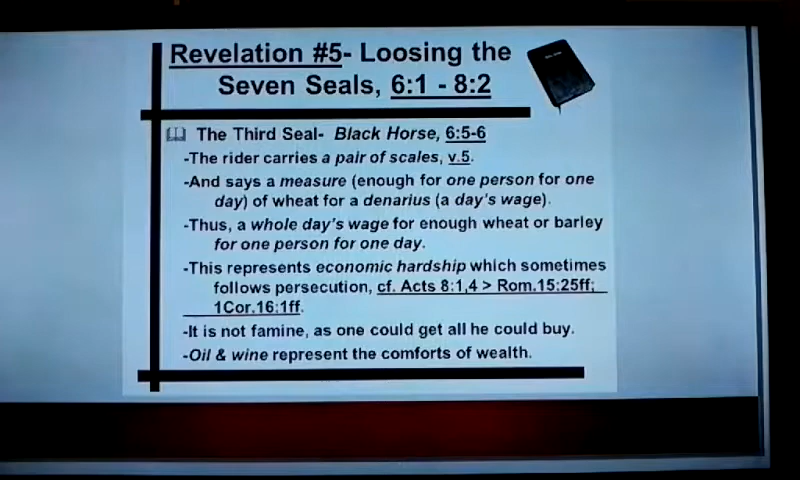 Revelation #5- Loosing the
Seven Seals, 6:1 - 8:2
The Third Seal- Black Horse, 6:5-6
-The rider carries a pair of scales, v.5.
-And says a measure (enough for one person for one
day) of wheat for a denarius (a day's wage).
-Thus, a whole day's wage for enough wheat or barley
for one person for one day.
-This represents economic hardship which sometimes
follows persecution, cf. Acts 8:1,4 > Rom.15:25ff;
1Cor.16:1ff.
-It is not famine, as one could get all he could buy.
-Oil & wine represent the comforts of wealth.